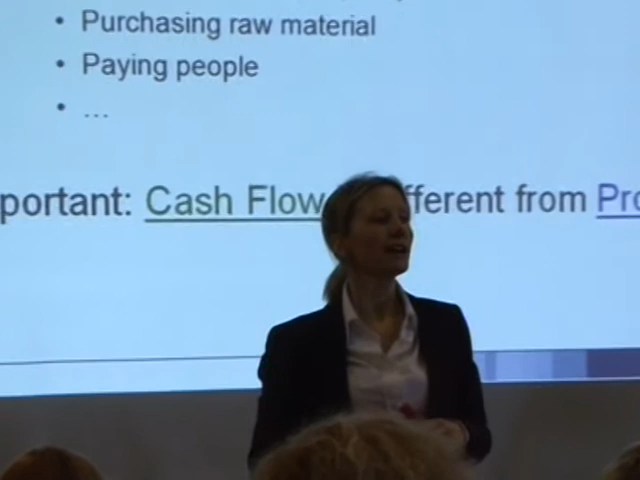 • Purchasing raw material
• Paying people
• ...
portant: Cash Flow fferent from Pro